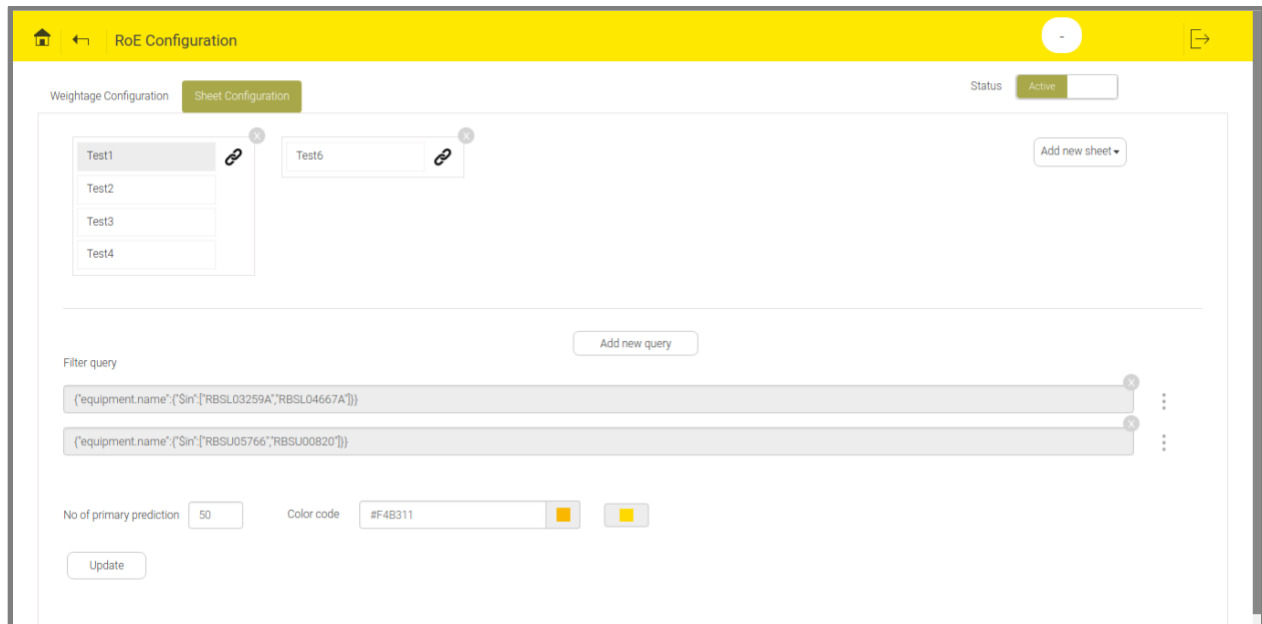 RoE Configuration
-
Weightage Configuration
Sheet Configuration
Status
Active
Test1
X
Test6
X
Add new sheet
Test2
Test3
Test4
Add new query
Filter query
{"equipment.name":{"$in":["RBSL03259A","RBSL04667A"]}}
X
{"equipment.name":{"$in":["RBSU05766","RBSU00820"]}}
X
No of primary prediction
50
Color code
#F4B311
Update